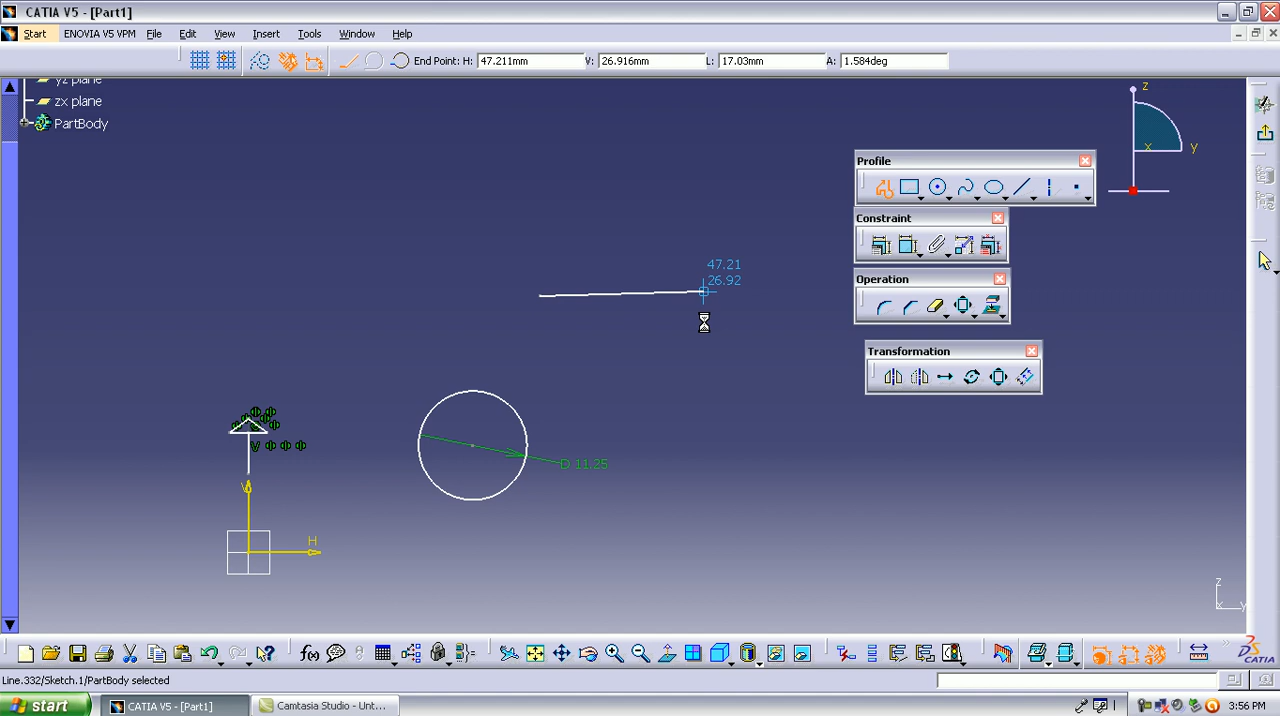 CATIA V5 - [Part1]
Start ENOVIA V5 VPM File Edit View Insert Tools Window Help
End Point: H: 47.211mm V: 26.916mm L: 17.03mm A: 1.584deg
yz plane
zx plane
PartBody
z
x
y
Profile
Constraint
Operation
Transformation
47.21
26.92
V
D 11.25
V
H
z
x
y
f(x)
CATIA
Line.332/Sketch.1/PartBody selected
start
CATIA V5 - [Part1]
Camtasia Studio - Unt...
3:56 PM